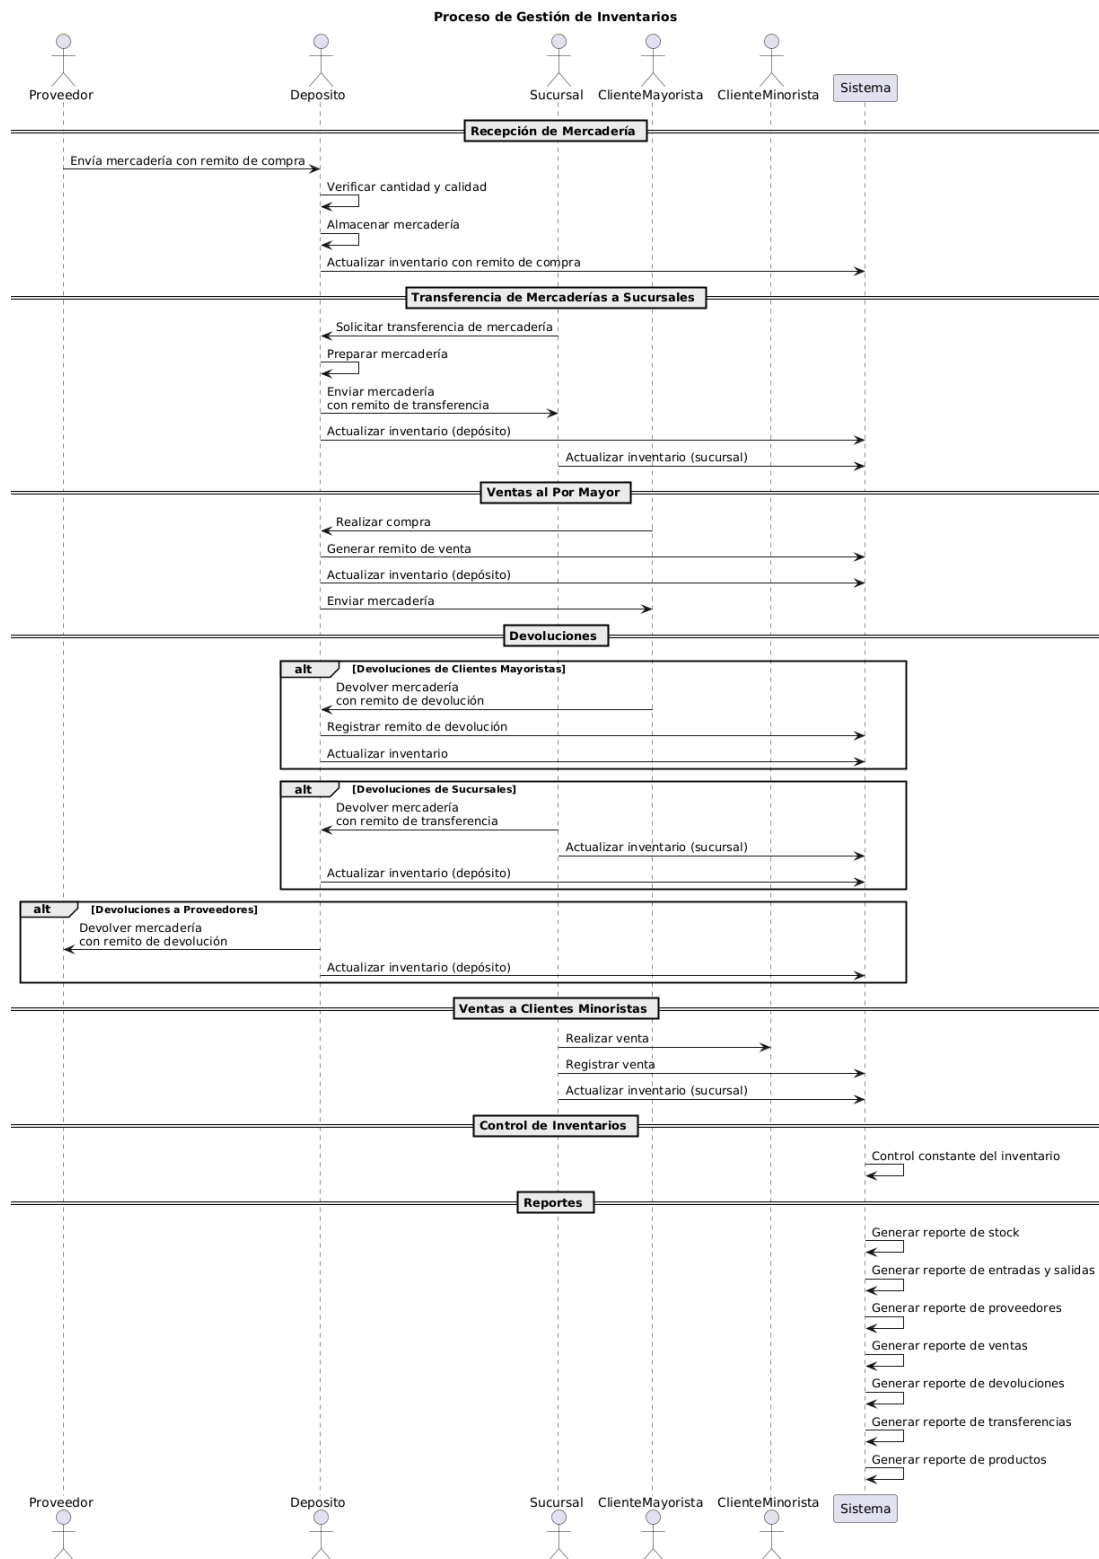 Proceso de Gestión de Inventarios
Proveedor
Deposito
Sucursal
ClienteMayorista
ClienteMinorista
Sistema
Recepción de Mercadería
Envía mercadería con remito de compra
Verificar cantidad y calidad
Almacenar mercadería
Actualizar inventario con remito de compra
Transferencia de Mercaderías a Sucursales
Solicitar transferencia de mercadería
Preparar mercadería
Enviar mercadería
con remito de transferencia
Actualizar inventario (depósito)
Actualizar inventario (sucursal)
Ventas al Por Mayor
Realizar compra
Generar remito de venta
Actualizar inventario (depósito)
Enviar mercadería
Devoluciones
alt [Devoluciones de Clientes Mayoristas]
Devolver mercadería
con remito de devolución
Registrar remito de devolución
Actualizar inventario
alt [Devoluciones de Sucursales]
Devolver mercadería
con remito de transferencia
Actualizar inventario (sucursal)
Actualizar inventario (depósito)
alt [Devoluciones a Proveedores]
Devolver mercadería
con remito de devolución
Actualizar inventario (depósito)
Ventas a Clientes Minoristas
Realizar venta
Registrar venta
Actualizar inventario (sucursal)
Control de Inventarios
Control constante del inventario
Reportes
Generar reporte de stock
Generar reporte de entradas y salidas
Generar reporte de proveedores
Generar reporte de ventas
Generar reporte de devoluciones
Generar reporte de transferencias
Generar reporte de productos
Proveedor
Deposito
Sucursal
ClienteMayorista
ClienteMinorista
Sistema